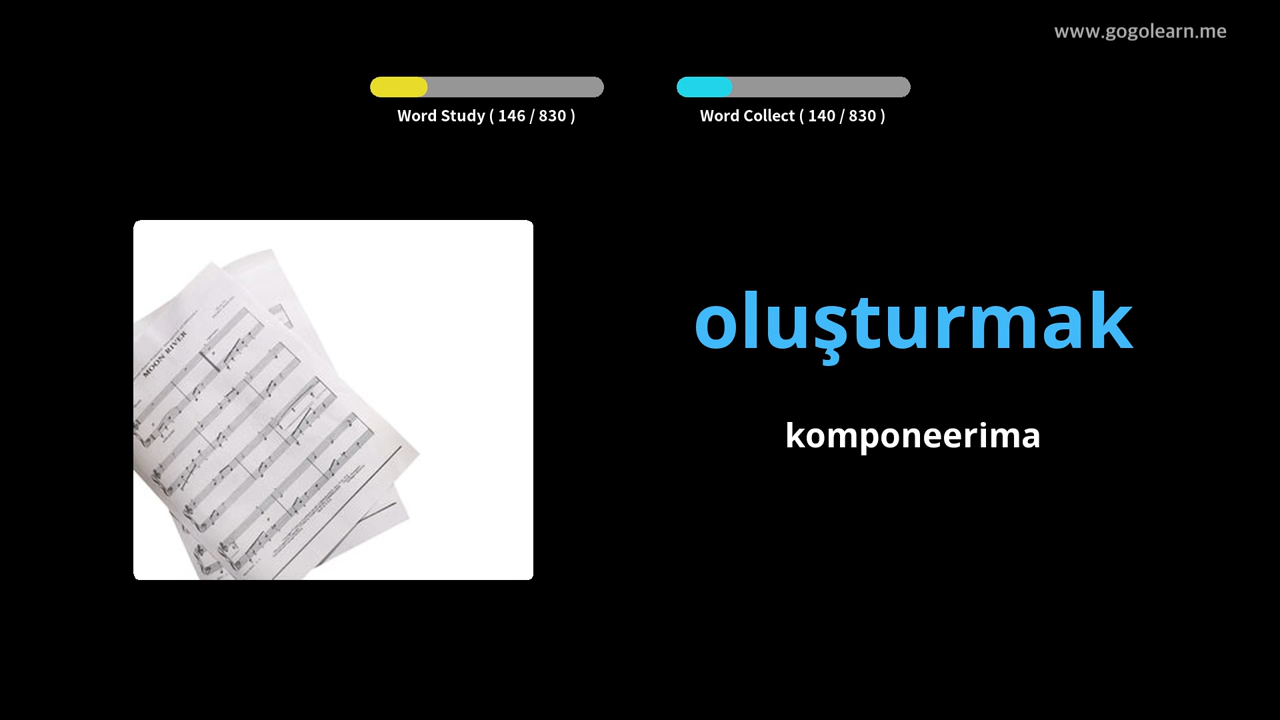 www.gogolearn.me
Word Study ( 146 / 830 )
Word Collect ( 140 / 830 )
MOON RIVER
oluşturmak
komponeerima